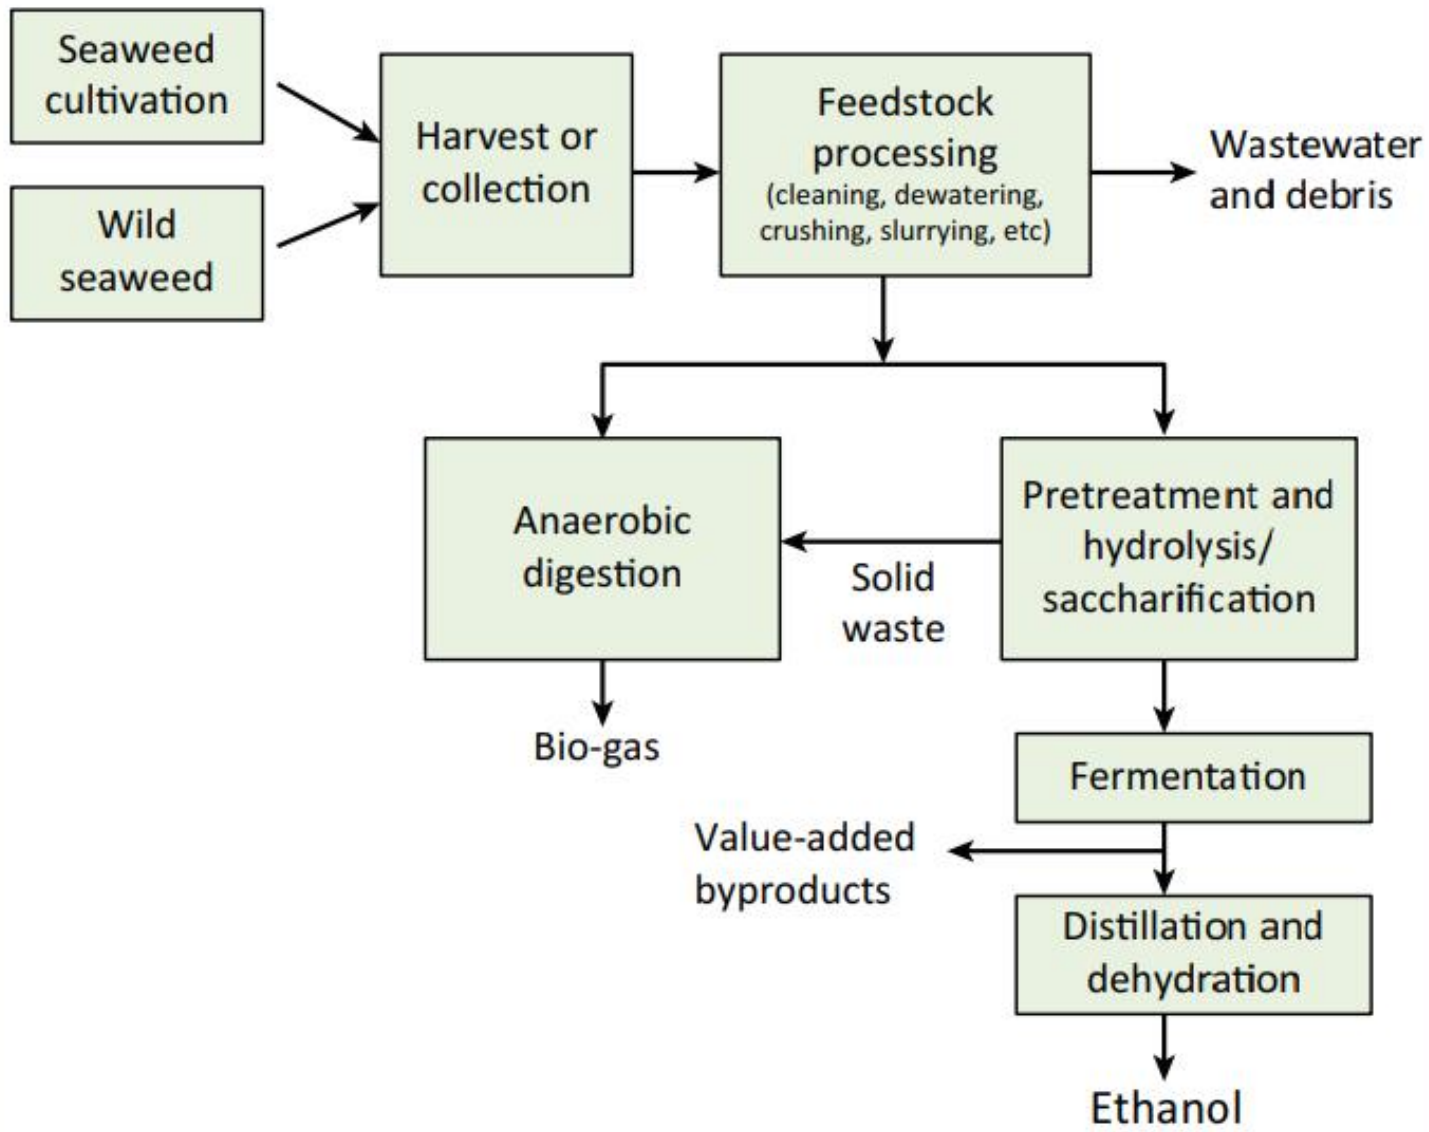 Seaweed
cultivation
Wild
seaweed
Harvest or
collection
Feedstock
processing
(cleaning, dewatering,
crushing, slurrying, etc)
Wastewater
and debris
Anaerobic
digestion
Solid
waste
Pretreatment and
hydrolysis/
saccharification
Bio-gas
Fermentation
Value-added
byproducts
Distillation and
dehydration
Ethanol